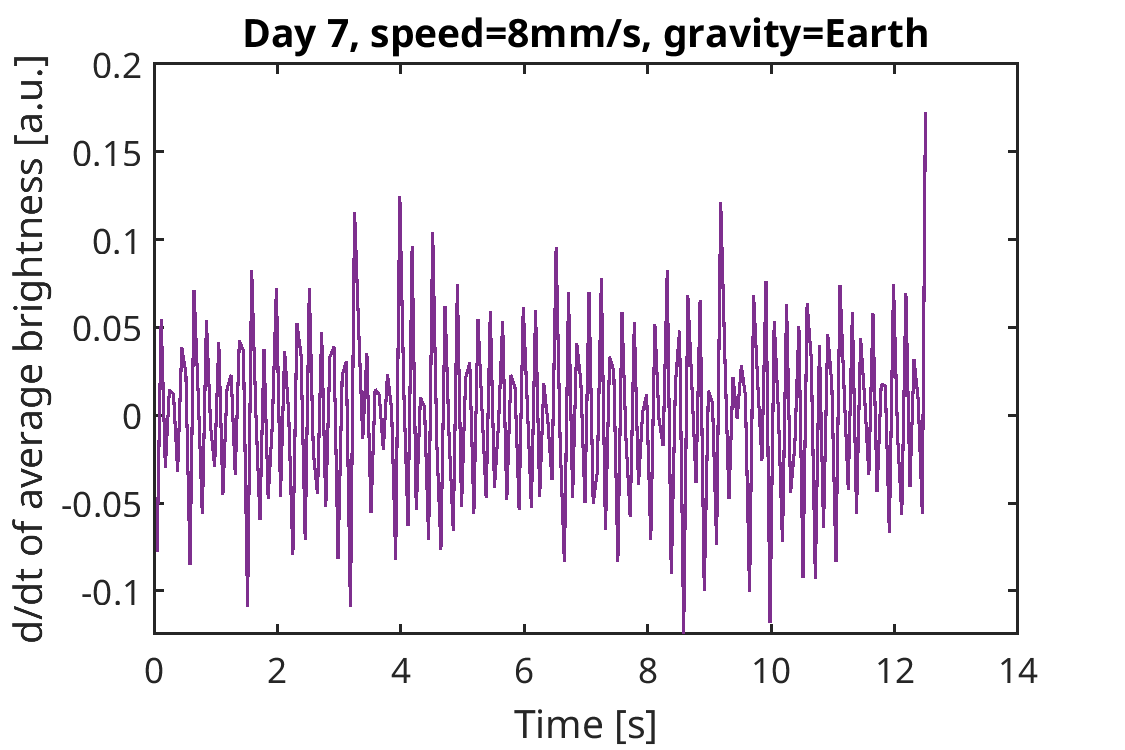 Day 7, speed=8mm/s, gravity=Earth
d/dt of average brightness [a.u.]
0.2
0.15
0.1
0.05
0
-0.05
-0.1
0 2 4 6 8 10 12 14
Time [s]